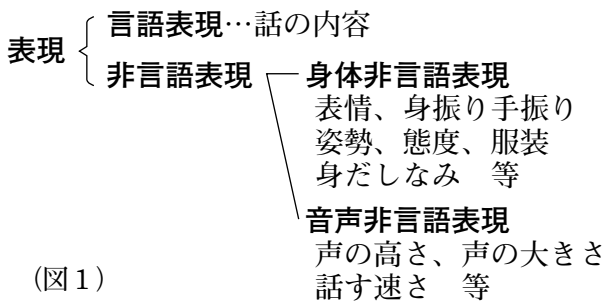 表現
言語表現…話の内容
非言語表現
身体非言語表現
表情、身振り手振り
姿勢、態度、服装
身だしなみ　等
音声非言語表現
声の高さ、声の大きさ
話す速さ　等
(図１)